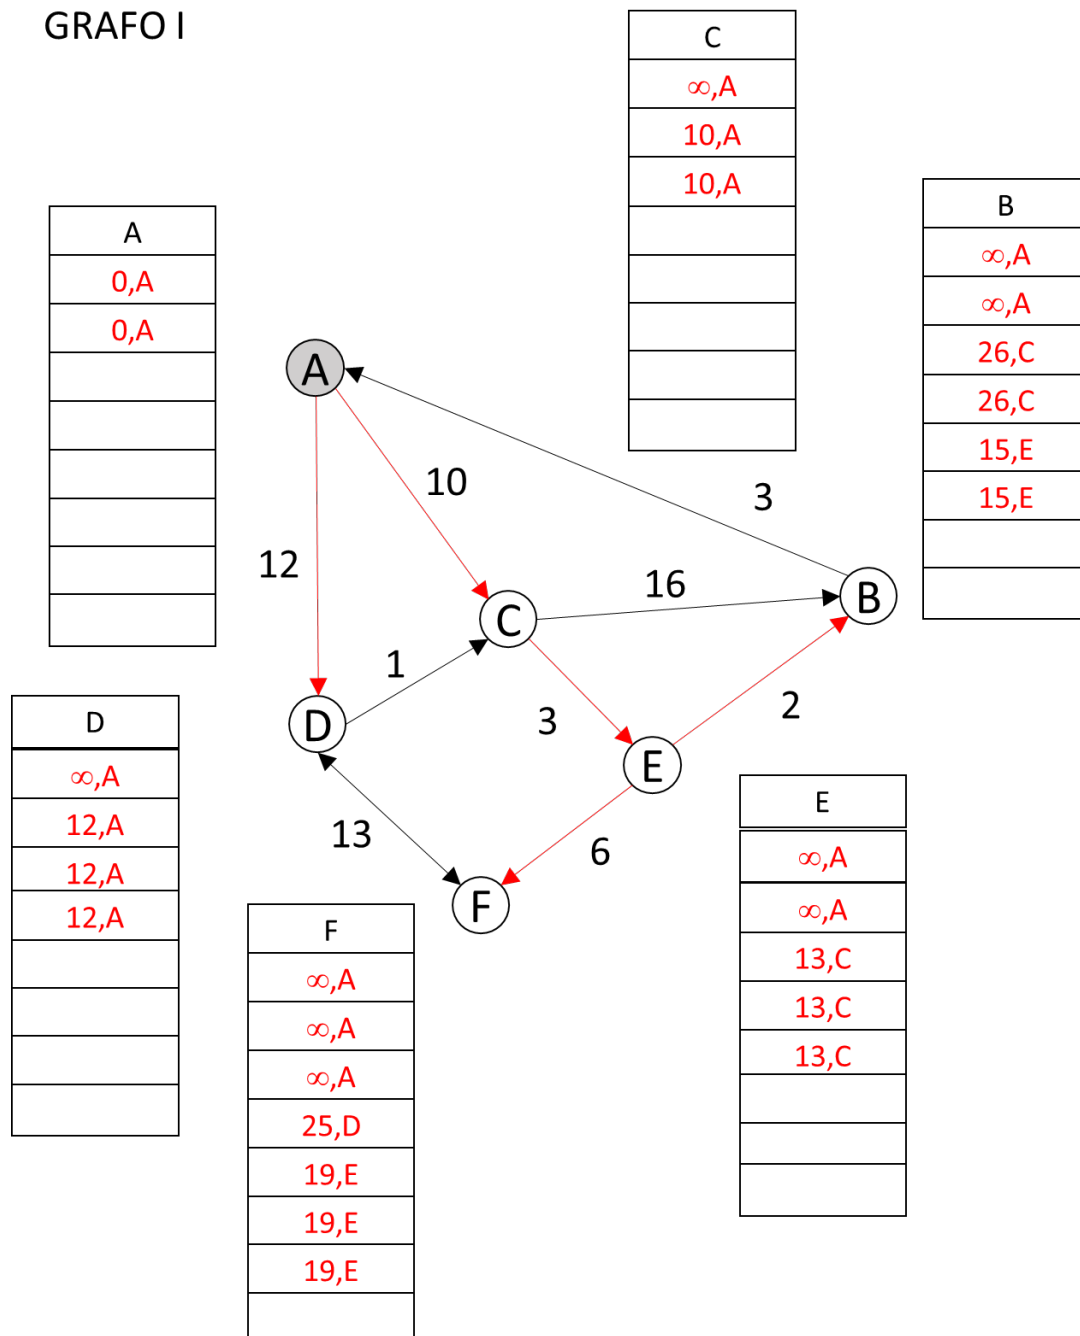 GRAFO I
C
∞,A
10,A
10,A
B
∞,A
∞,A
26,C
26,C
15,E
15,E
A
0,A
0,A
A
10
3
12
16
B
C
1
D
3
2
E
13
6
F
D
∞,A
12,A
12,A
12,A
E
∞,A
∞,A
13,C
13,C
13,C
F
∞,A
∞,A
∞,A
25,D
19,E
19,E
19,E